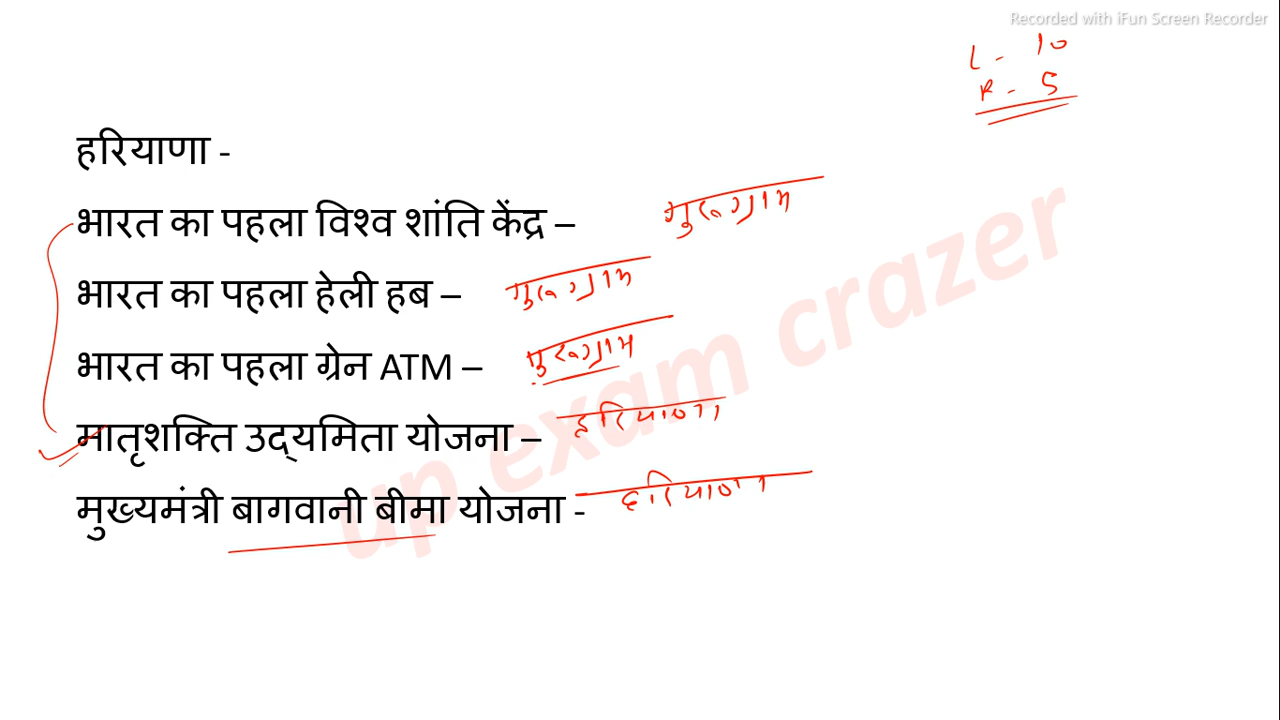 Recorded with iFun Screen Recorder
L - 10
R - 5
हरियाणा -
भारत का पहला विश्व शांति केंद्र – गुरुग्राम
भारत का पहला हेली हब – गुरुग्राम
भारत का पहला ग्रेन ATM – गुरुग्राम
मातृशक्ति उद्यमिता योजना – हरियाणा
मुख्यमंत्री बागवानी बीमा योजना - हरियाणा
up exam crazer